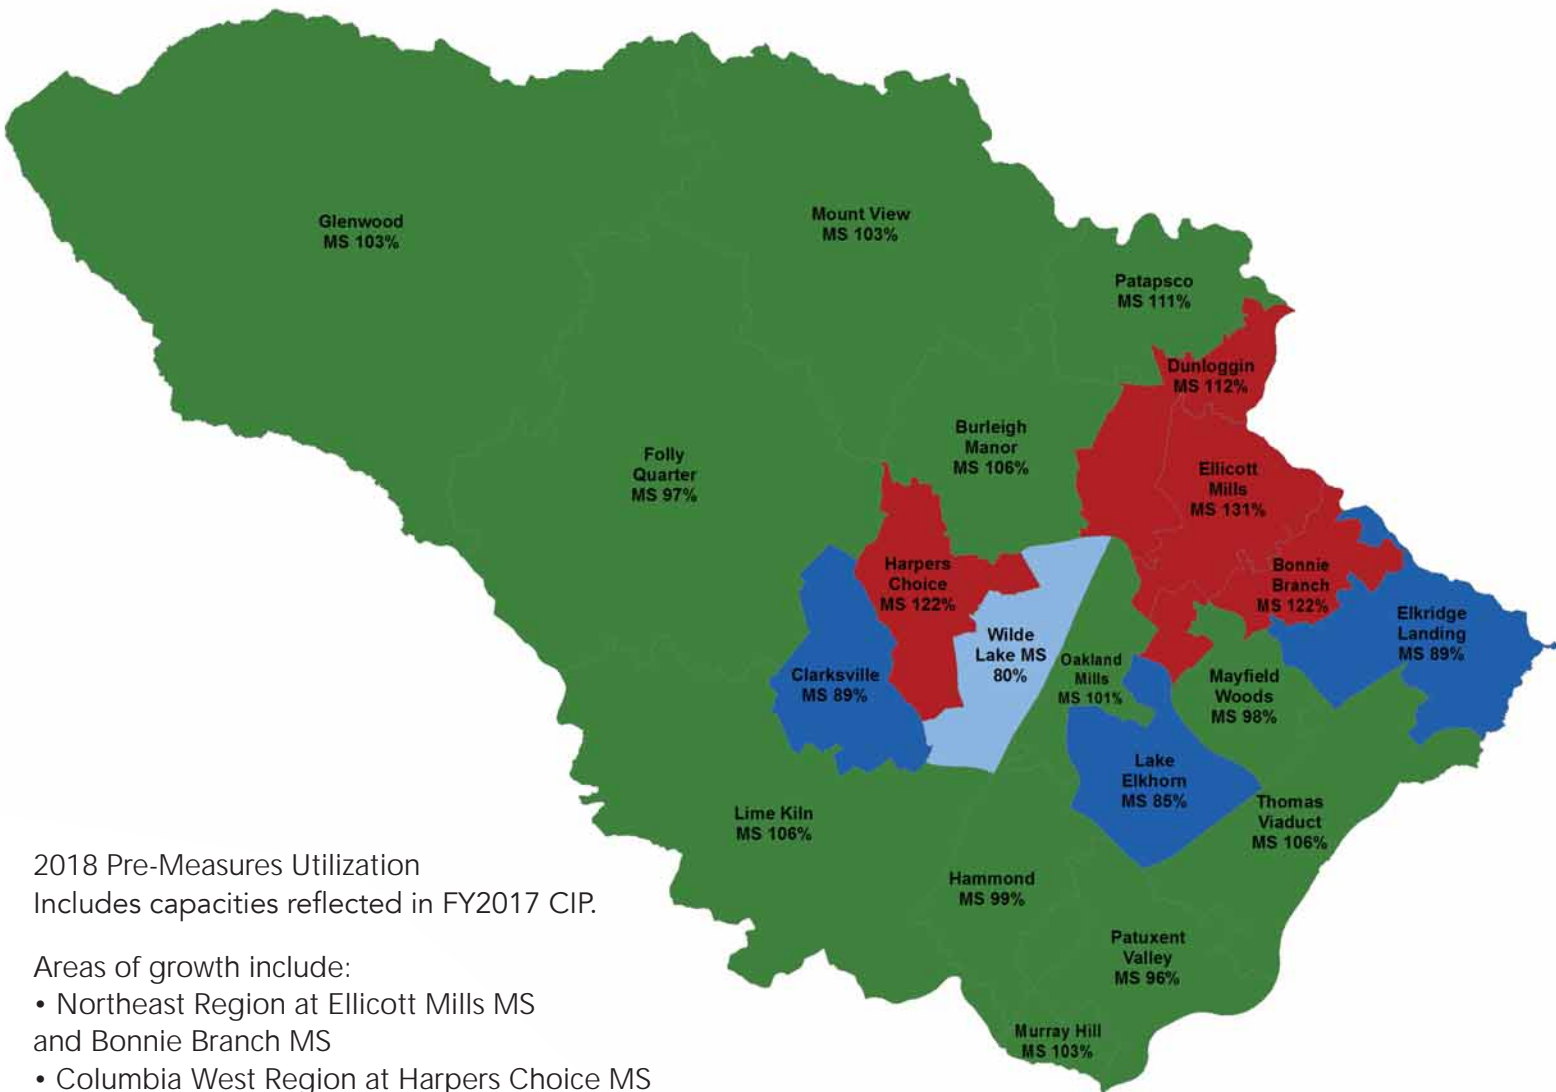 Glenwood
MS 103%
Mount View
MS 103%
Patapsco
MS 111%
Dunloggin
MS 112%
Burleigh
Manor
MS 106%
Folly
Quarter
MS 97%
Ellicott
Mills
MS 131%
Harpers
Choice
MS 122%
Bonnie
Branch
MS 122%
Elkridge
Landing
MS 89%
Wilde
Lake MS
80%
Oakland
Mills
MS 101%
Clarksville
MS 89%
Mayfield
Woods
MS 98%
Lake
Elkhorn
MS 85%
Thomas
Viaduct
MS 106%
Lime Kiln
MS 106%
Hammond
MS 99%
Patuxent
Valley
MS 96%
Murray Hill
MS 103%
2018 Pre-Measures Utilization
Includes capacities reflected in FY2017 CIP.
Areas of growth include:
• Northeast Region at Ellicott Mills MS
and Bonnie Branch MS
• Columbia West Region at Harpers Choice MS